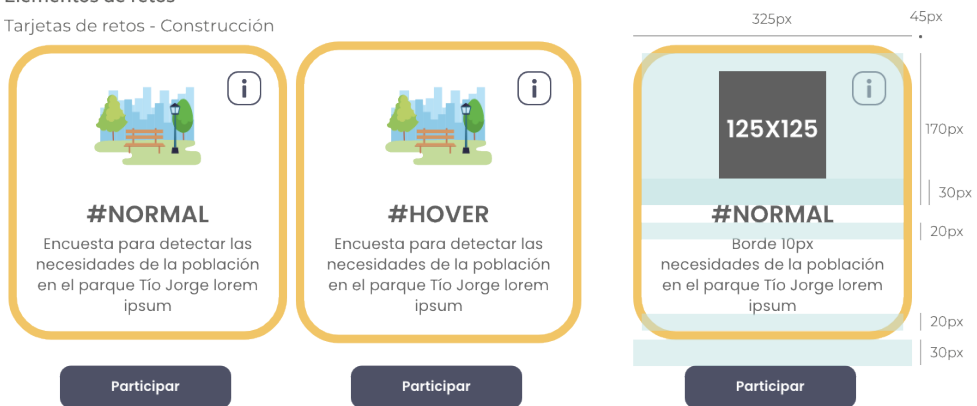 Elementos de retos
Tarjetas de retos - Construcción
325px
45px
i
#NORMAL
Encuesta para detectar las
necesidades de la población
en el parque Tío Jorge lorem
ipsum
Participar
i
#HOVER
Encuesta para detectar las
necesidades de la población
en el parque Tío Jorge lorem
ipsum
Participar
i
125X125
#NORMAL
Borde 10px
necesidades de la población
en el parque Tío Jorge lorem
ipsum
Participar
170px
30px
20px
20px
30px